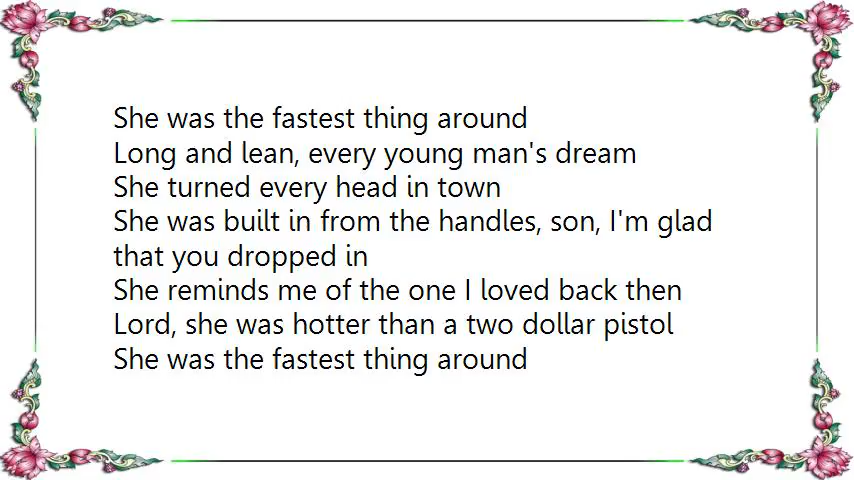 She was the fastest thing around
Long and lean, every young man's dream
She turned every head in town
She was built in from the handles, son, I'm glad
that you dropped in
She reminds me of the one I loved back then
Lord, she was hotter than a two dollar pistol
She was the fastest thing around